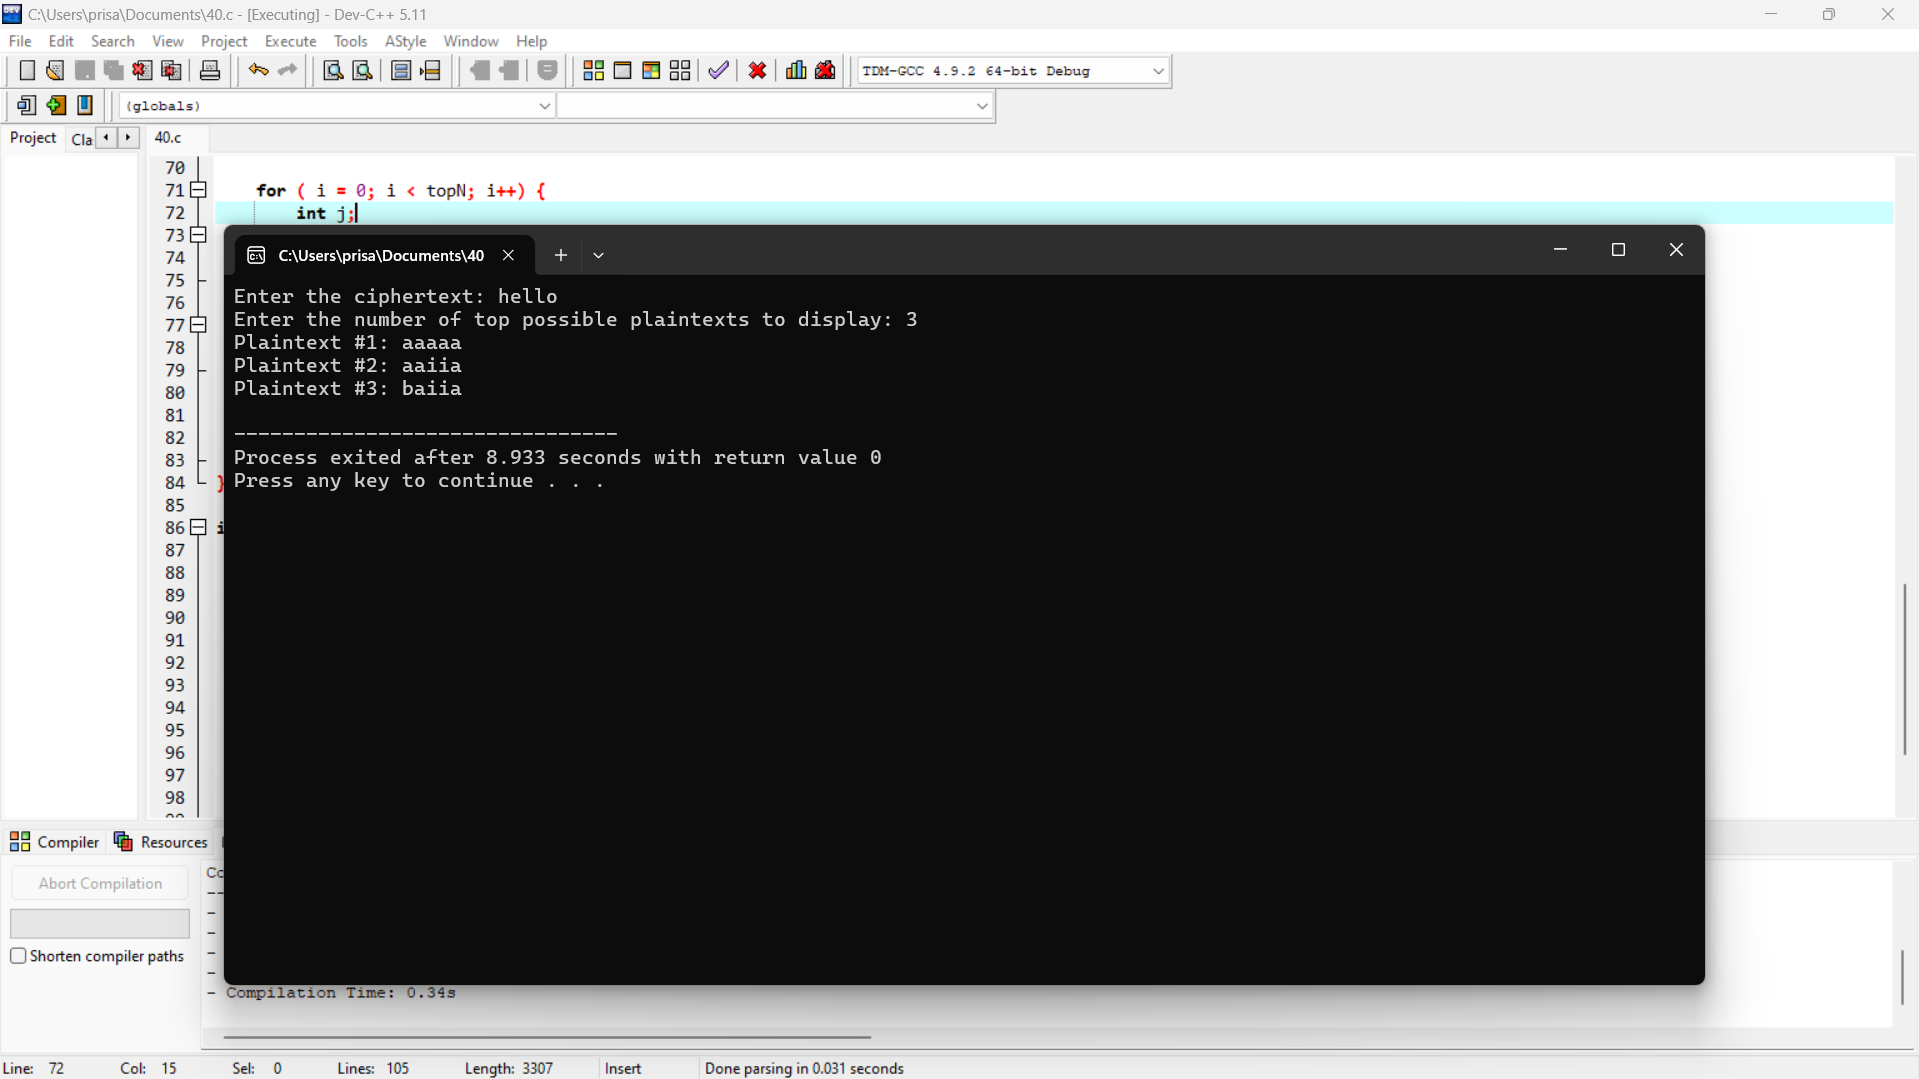 C:\Users\prisa\Documents\40.c - [Executing] - Dev-C++ 5.11
File Edit Search View Project Execute Tools AStyle Window Help
TDM-GCC 4.9.2 64-bit Debug
(globals)
Project Cla 40.c
70
71 for ( i = 0; i < topN; i++) {
72 int j;
73
74
75
76
77
78
79
80
81
82
83
84 }
85
86 i
87
88
89
90
91
92
93
94
95
96
97
98
C:\Users\prisa\Documents\40
Enter the ciphertext: hello
Enter the number of top possible plaintexts to display: 3
Plaintext #1: aaaaa
Plaintext #2: aaiia
Plaintext #3: baiia
--------------------------------
Process exited after 8.933 seconds with return value 0
Press any key to continue . . .
Compiler Resources
Abort Compilation
Shorten compiler paths
Co
--
-
-
-
-
- Compilation Time: 0.34s
Line: 72 Col: 15 Sel: 0 Lines: 105 Length: 3307 Insert Done parsing in 0.031 seconds